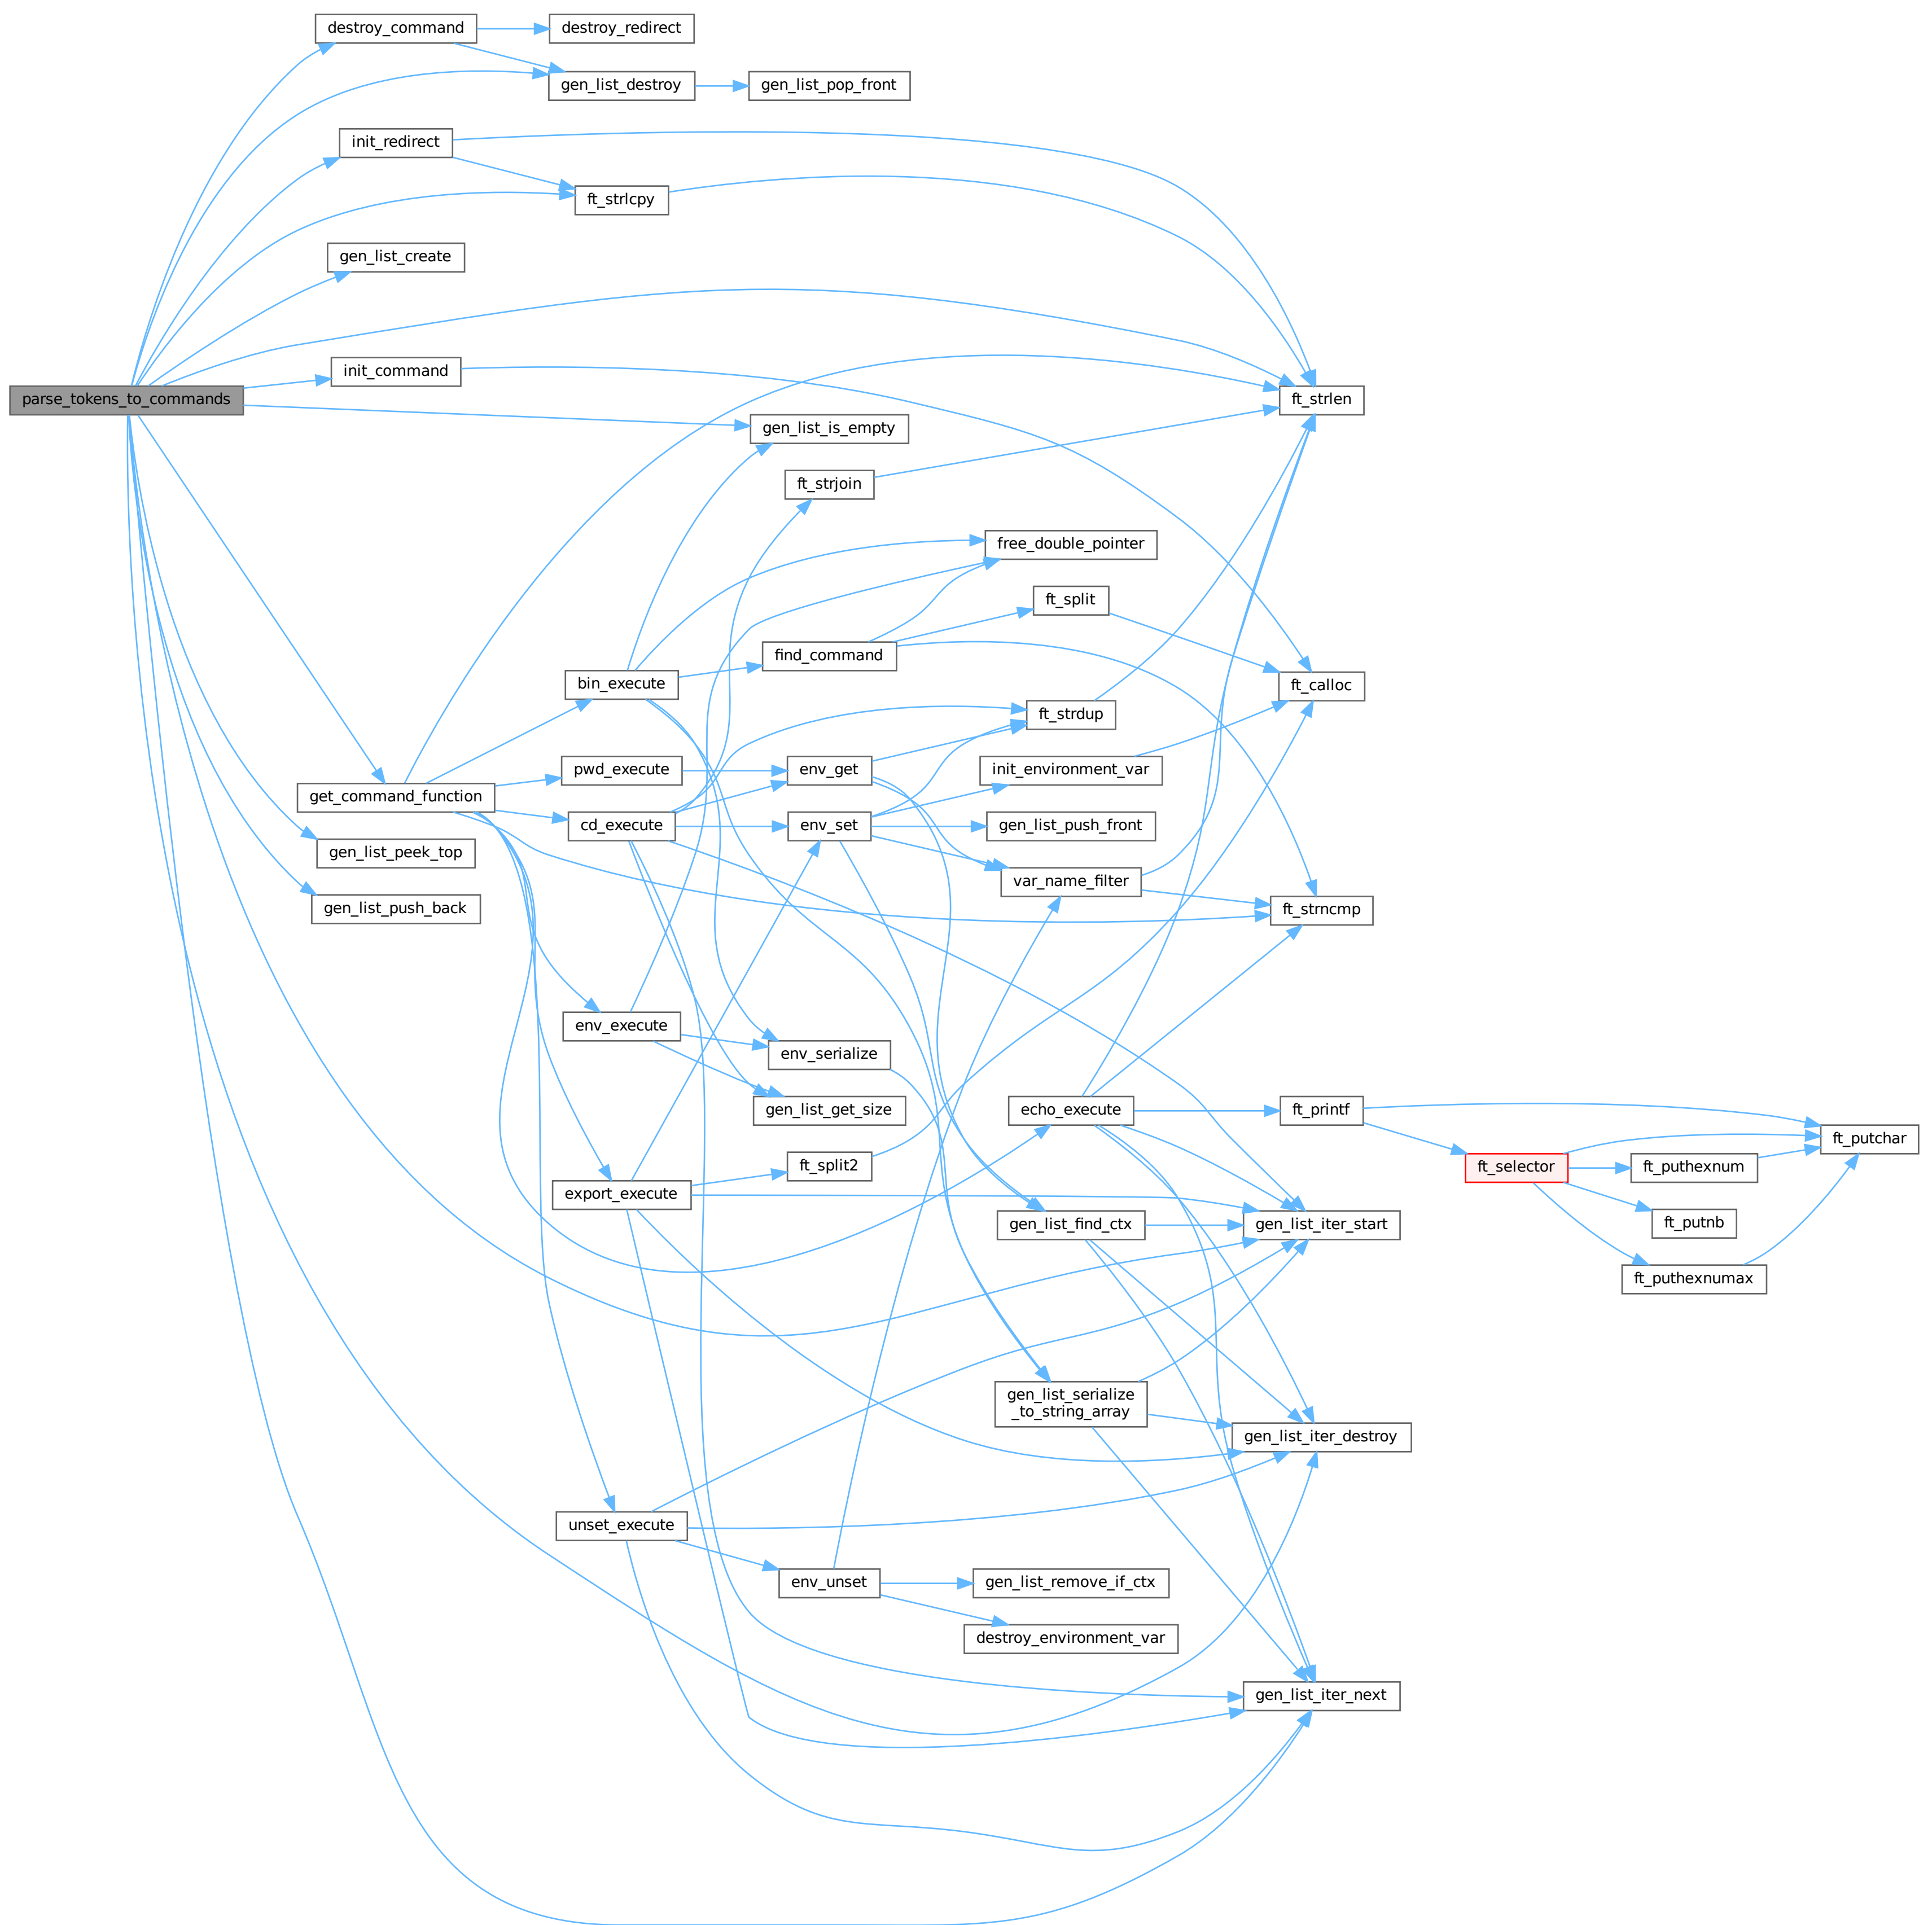 destroy_command
destroy_redirect
gen_list_destroy
gen_list_pop_front
init_redirect
ft_strlcpy
gen_list_create
init_command
parse_tokens_to_commands
ft_strlen
gen_list_is_empty
ft_strjoin
free_double_pointer
ft_split
find_command
bin_execute
ft_calloc
ft_strdup
pwd_execute
env_get
init_environment_var
get_command_function
cd_execute
env_set
gen_list_push_front
gen_list_peek_top
var_name_filter
gen_list_push_back
ft_strncmp
env_execute
env_serialize
gen_list_get_size
echo_execute
ft_printf
ft_putchar
ft_split2
ft_selector
ft_puthexnum
export_execute
gen_list_find_ctx
gen_list_iter_start
ft_putnb
ft_puthexnumax
gen_list_serialize
_to_string_array
gen_list_iter_destroy
unset_execute
env_unset
gen_list_remove_if_ctx
destroy_environment_var
gen_list_iter_next